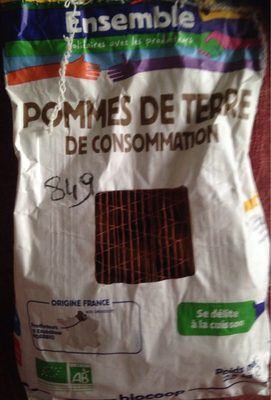 Ensemble
solidaires avec les producteurs
POMMES DE TERRE
DE CONSOMMATION
849
ORIGINE FRANCE
Se délite
à la cuisson
AB
biocoop
Poids net